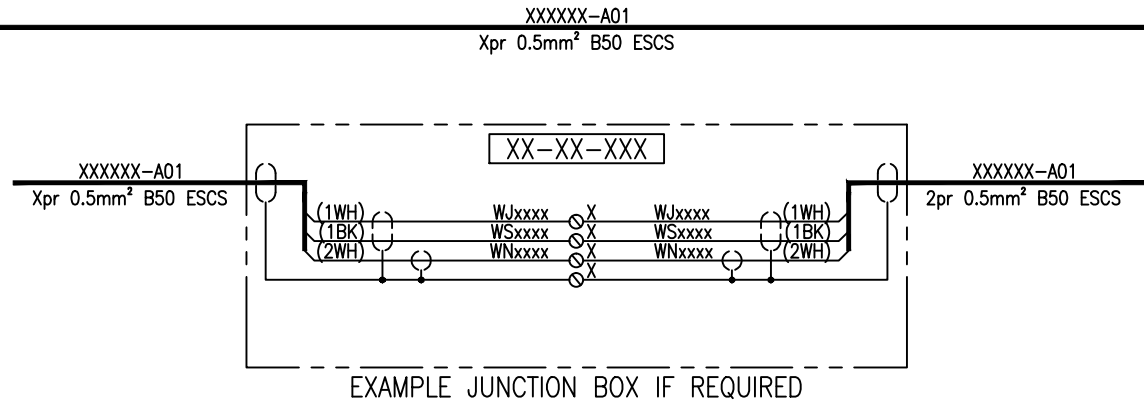 XXXXXX-A01
Xpr 0.5mm² B50 ESCS
XX-XX-XXX
XXXXXX-A01
Xpr 0.5mm² B50 ESCS
XXXXXX-A01
2pr 0.5mm² B50 ESCS
(1WH) WJxxxx X WJxxxx (1WH)
(1BK) WSxxxx X WSxxxx (1BK)
(2WH) WNxxxx X WNxxxx (2WH)
X
EXAMPLE JUNCTION BOX IF REQUIRED